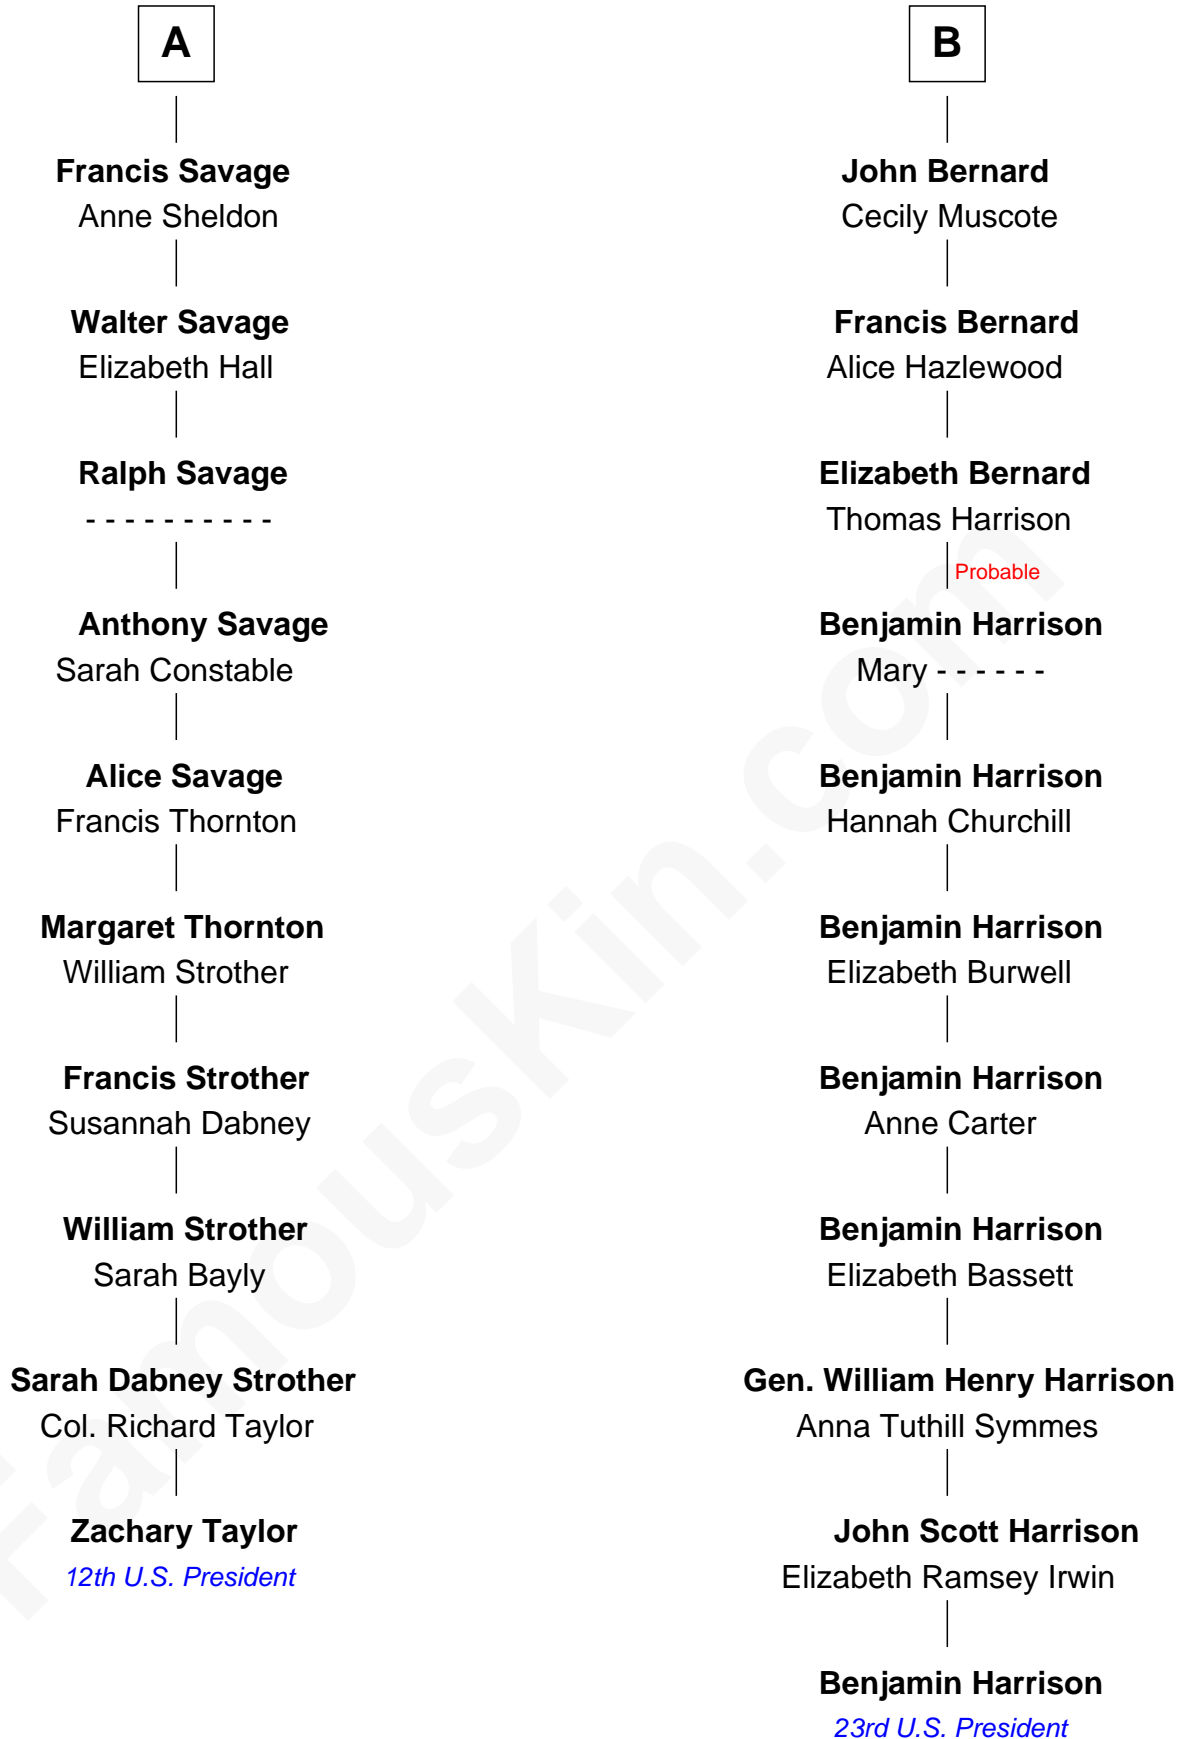 A
Francis Savage
Anne Sheldon
Walter Savage
Elizabeth Hall
Ralph Savage
- - - - - - - - - -
Anthony Savage
Sarah Constable
Alice Savage
Francis Thornton
Margaret Thornton
William Strother
Francis Strother
Susannah Dabney
William Strother
Sarah Bayly
Sarah Dabney Strother
Col. Richard Taylor
Zachary Taylor
12th U.S. President
B
John Bernard
Cecily Muscote
Francis Bernard
Alice Hazlewood
Elizabeth Bernard
Thomas Harrison
Probable
Benjamin Harrison
Mary - - - - - -
Benjamin Harrison
Hannah Churchill
Benjamin Harrison
Elizabeth Burwell
Benjamin Harrison
Anne Carter
Benjamin Harrison
Elizabeth Bassett
Gen. William Henry Harrison
Anna Tuthill Symmes
John Scott Harrison
Elizabeth Ramsey Irwin
Benjamin Harrison
23rd U.S. President
FamousKin.com